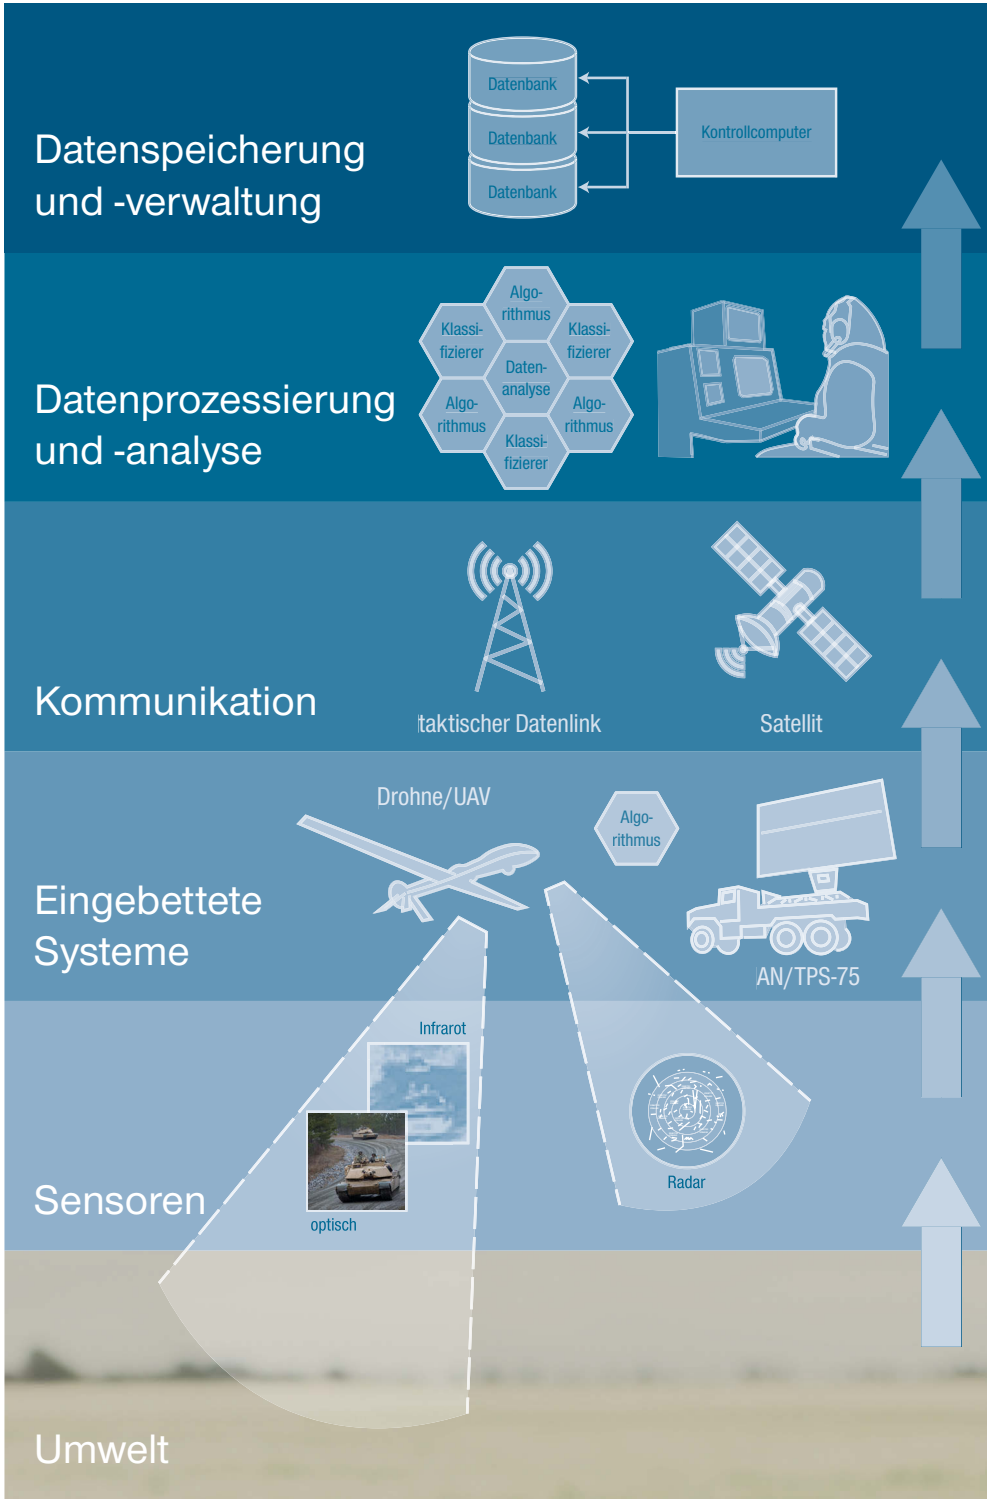 Datenspeicherung
und -verwaltung
Datenbank
Datenbank
Datenbank
Kontrollcomputer
Datenprozessierung
und -analyse
Algo-
rithmus
Klassi-
fizierer
Klassi-
fizierer
Daten-
analyse
Algo-
rithmus
Algo-
rithmus
Klassi-
fizierer
Kommunikation
taktischer Datenlink
Satellit
Eingebettete
Systeme
Drohne/UAV
Algo-
rithmus
AN/TPS-75
Sensoren
Infrarot
optisch
Radar
Umwelt